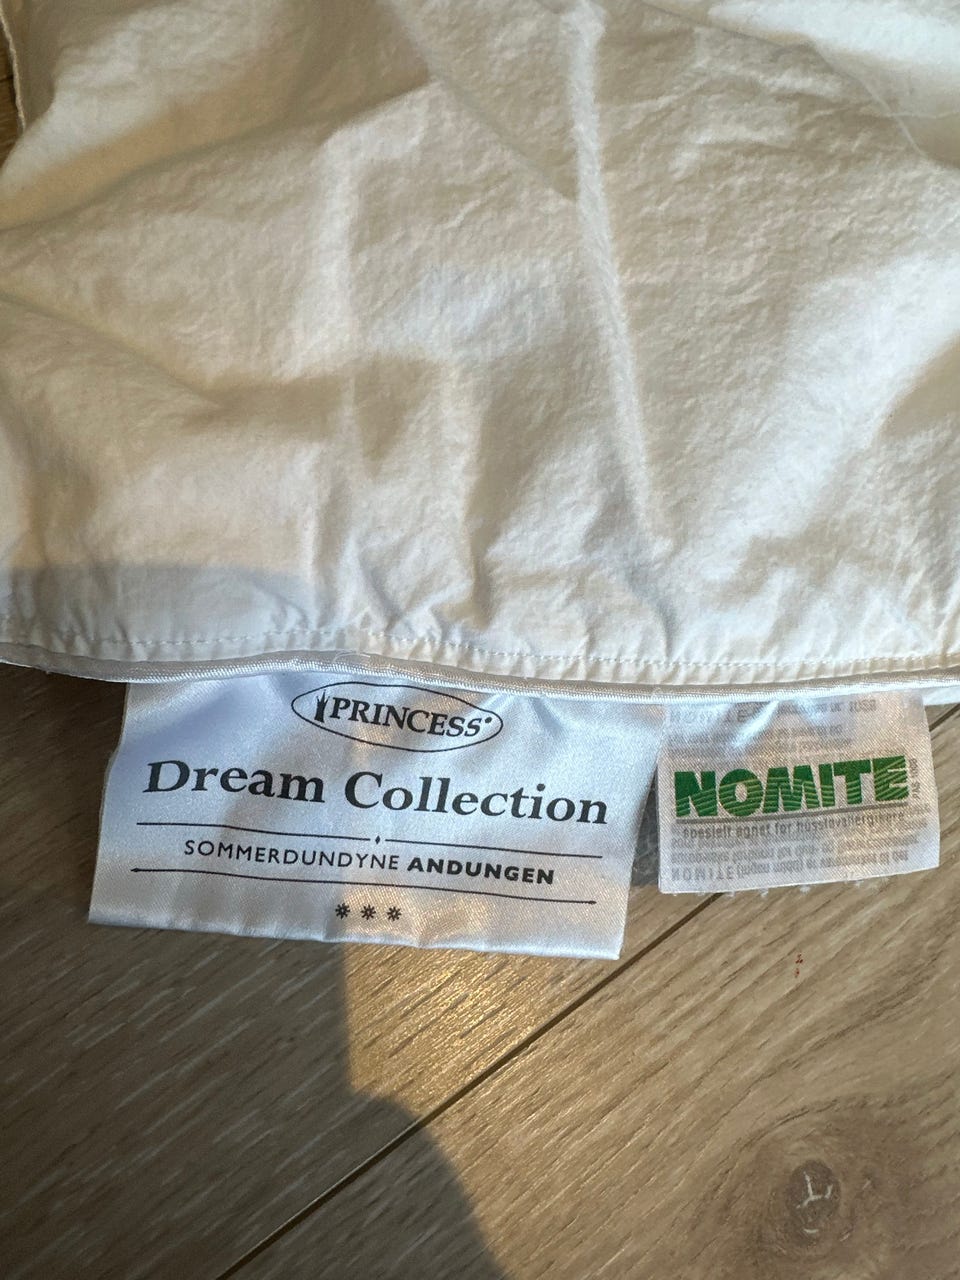 PRINCESS
Dream Collection
SOMMERDUNDYNE ANDUNGEN
***
NOMITE
spesielt egnet for husstøvallergikere